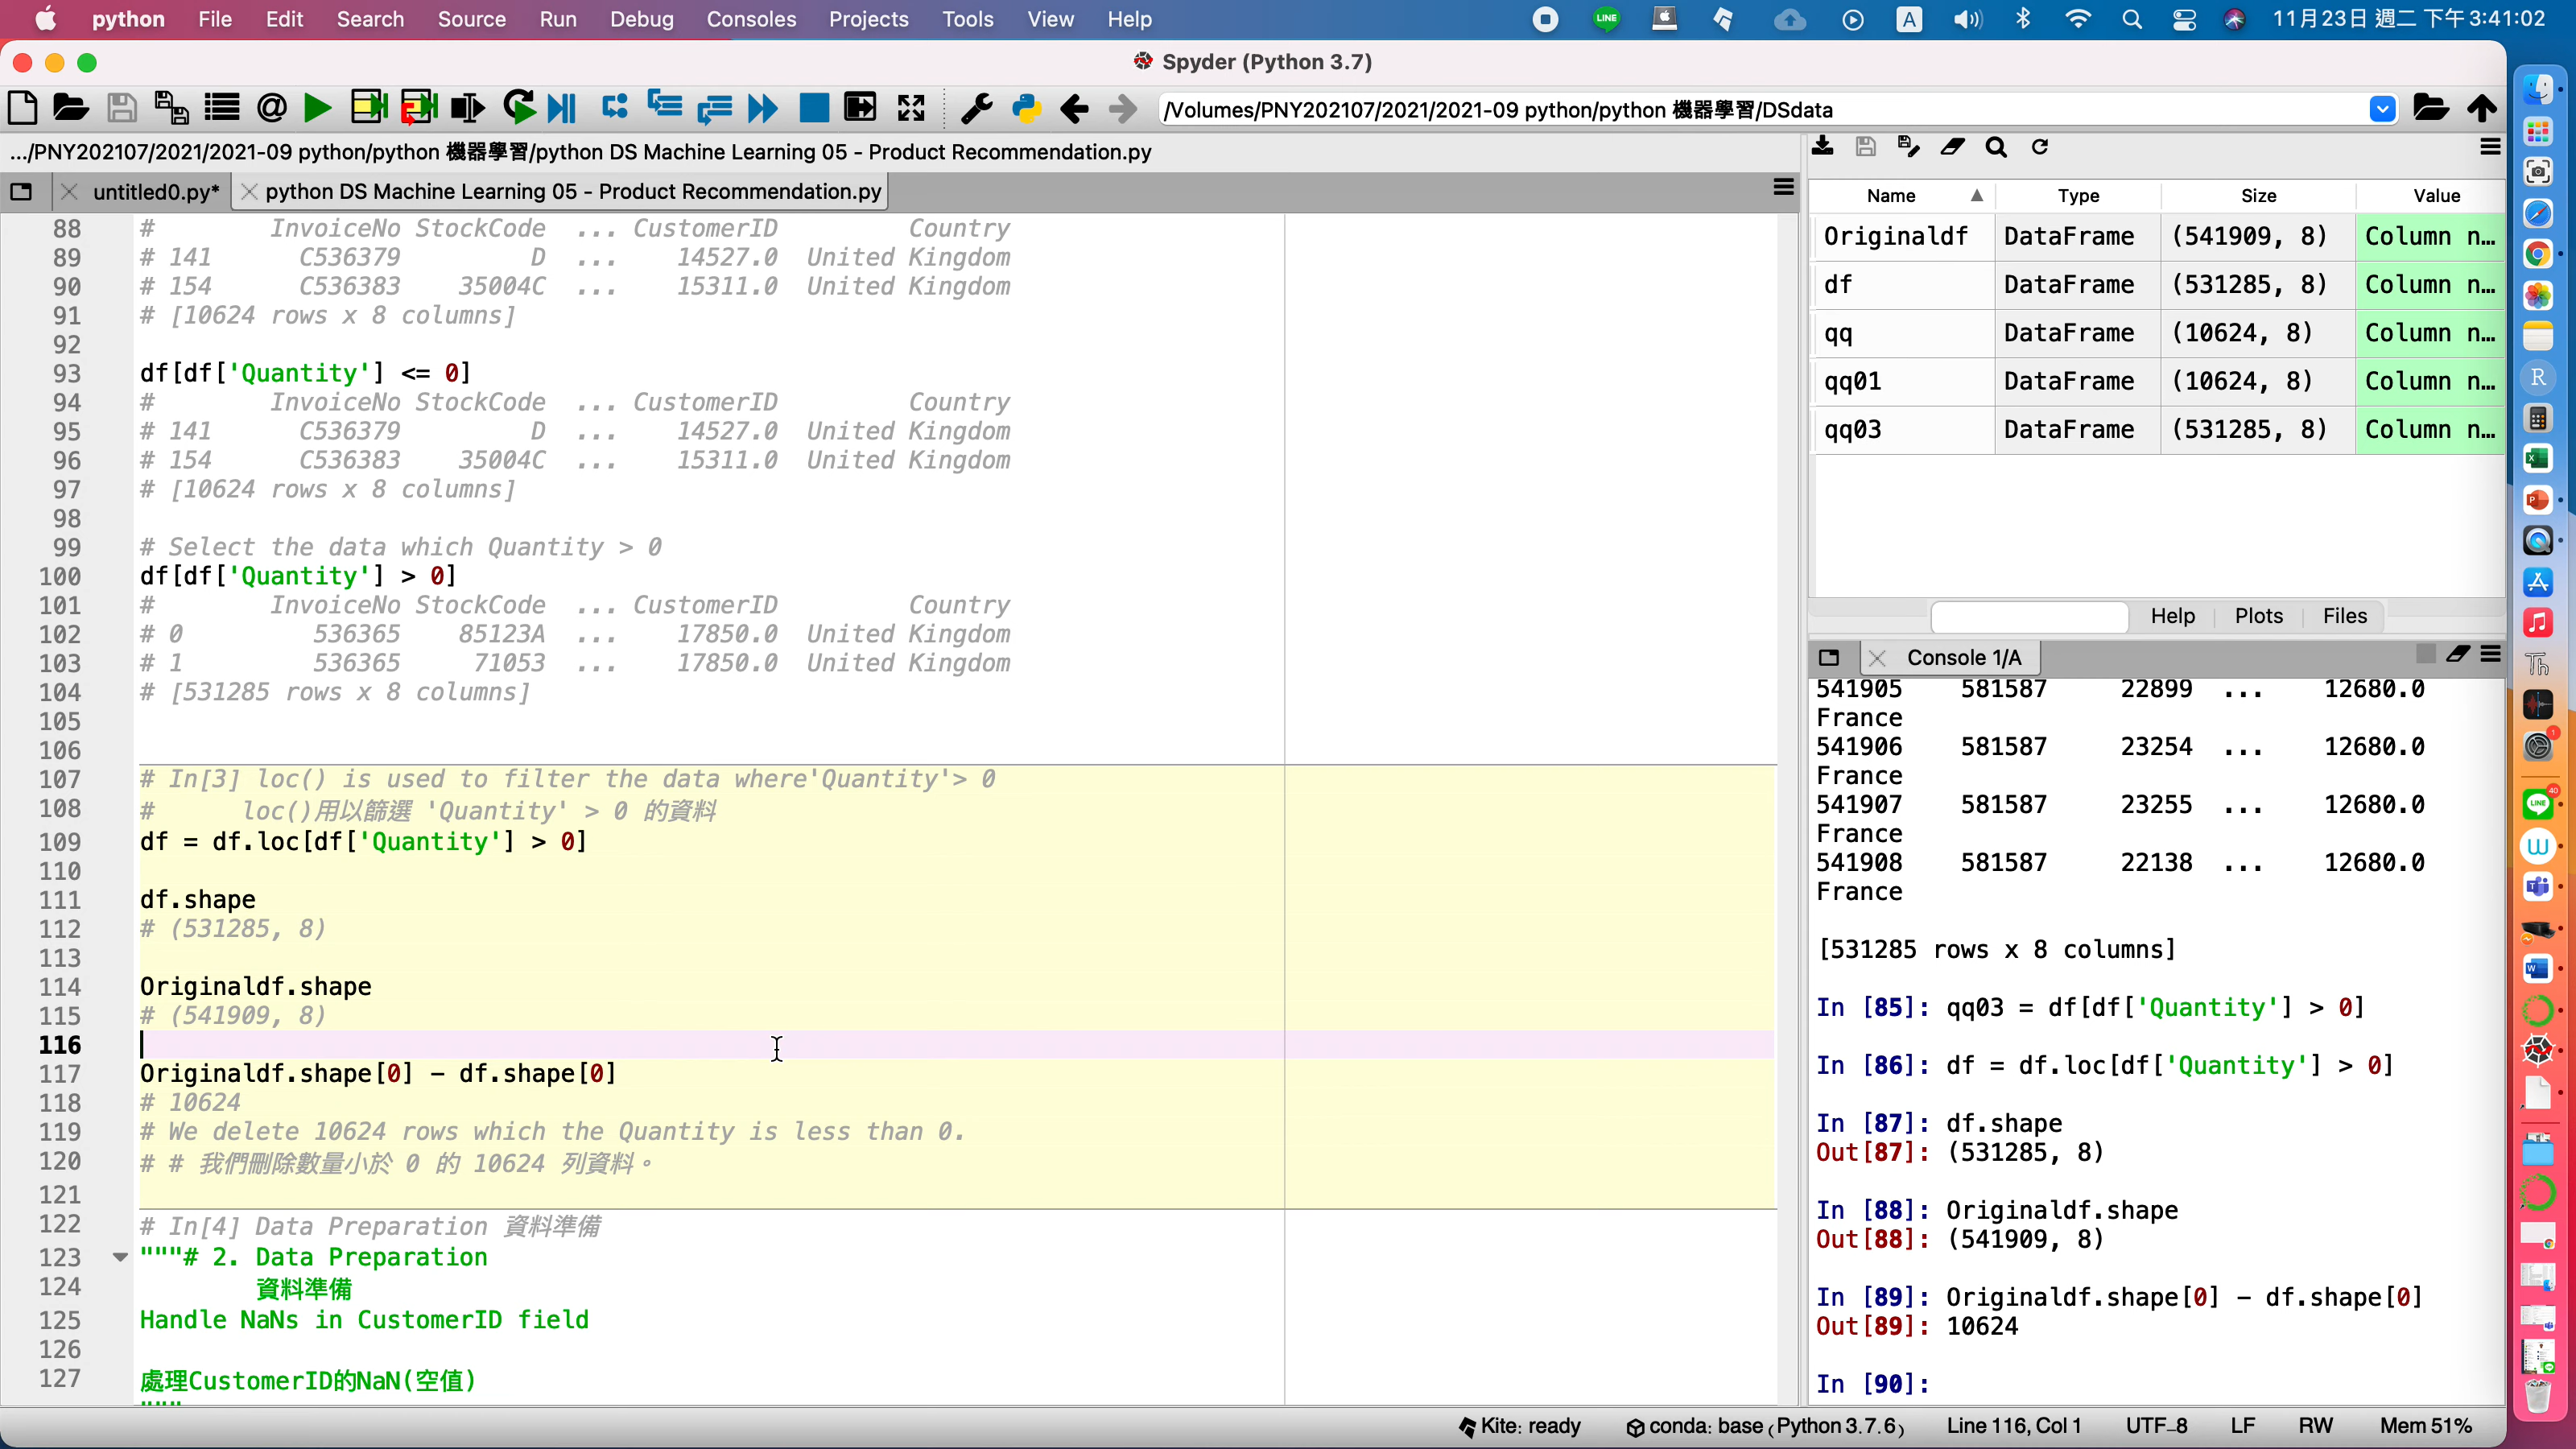 python File Edit Search Source Run Debug Consoles Projects Tools View Help LINE A 11月23日 週二 下午3:41:02
Spyder (Python 3.7)
/Volumes/PNY202107/2021/2021-09 python/python 機器學習/DSdata
.../PNY202107/2021/2021-09 python/python 機器學習/python DS Machine Learning 05 - Product Recommendation.py
untitled0.py* python DS Machine Learning 05 - Product Recommendation.py
88 # InvoiceNo StockCode ... CustomerID Country
89 # 141 C536379 D ... 14527.0 United Kingdom
90 # 154 C536383 35004C ... 15311.0 United Kingdom
91 # [10624 rows x 8 columns]
92
93 df[df['Quantity'] <= 0]
94 # InvoiceNo StockCode ... CustomerID Country
95 # 141 C536379 D ... 14527.0 United Kingdom
96 # 154 C536383 35004C ... 15311.0 United Kingdom
97 # [10624 rows x 8 columns]
98
99 # Select the data which Quantity > 0
100 df[df['Quantity'] > 0]
101 # InvoiceNo StockCode ... CustomerID Country
102 # 0 536365 85123A ... 17850.0 United Kingdom
103 # 1 536365 71053 ... 17850.0 United Kingdom
104 # [531285 rows x 8 columns]
105
106
107 # In[3] loc() is used to filter the data where'Quantity'> 0
108 # loc()用以篩選 'Quantity' > 0 的資料
109 df = df.loc[df['Quantity'] > 0]
110
111 df.shape
112 # (531285, 8)
113
114 Originaldf.shape
115 # (541909, 8)
116
117 Originaldf.shape[0] - df.shape[0]
118 # 10624
119 # We delete 10624 rows which the Quantity is less than 0.
120 # # 我們刪除數量小於 0 的 10624 列資料。
121
122 # In[4] Data Preparation 資料準備
123 """# 2. Data Preparation
124 資料準備
125 Handle NaNs in CustomerID field
126
127 處理CustomerID的NaN(空值)
"""
Name Type Size Value
Originaldf DataFrame (541909, 8) Column n…
df DataFrame (531285, 8) Column n…
qq DataFrame (10624, 8) Column n…
qq01 DataFrame (10624, 8) Column n…
qq03 DataFrame (531285, 8) Column n…
Help Plots Files
Console 1/A
541905 581587 22899 ... 12680.0
France
541906 581587 23254 ... 12680.0
France
541907 581587 23255 ... 12680.0
France
541908 581587 22138 ... 12680.0
France
[531285 rows x 8 columns]
In [85]: qq03 = df[df['Quantity'] > 0]
In [86]: df = df.loc[df['Quantity'] > 0]
In [87]: df.shape
Out[87]: (531285, 8)
In [88]: Originaldf.shape
Out[88]: (541909, 8)
In [89]: Originaldf.shape[0] - df.shape[0]
Out[89]: 10624
In [90]:
Kite: ready conda: base (Python 3.7.6) Line 116, Col 1 UTF-8 LF RW Mem 51%